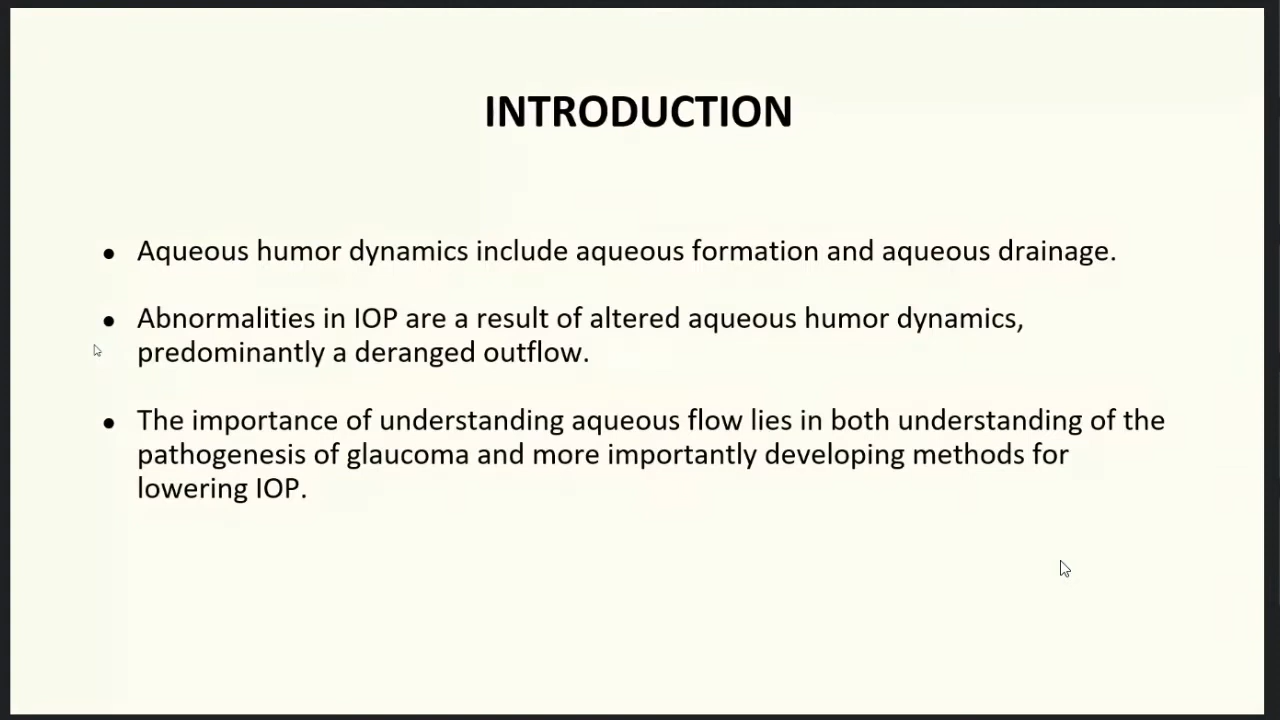 INTRODUCTION
• Aqueous humor dynamics include aqueous formation and aqueous drainage.
• Abnormalities in IOP are a result of altered aqueous humor dynamics,
predominantly a deranged outflow.
• The importance of understanding aqueous flow lies in both understanding of the
pathogenesis of glaucoma and more importantly developing methods for
lowering IOP.